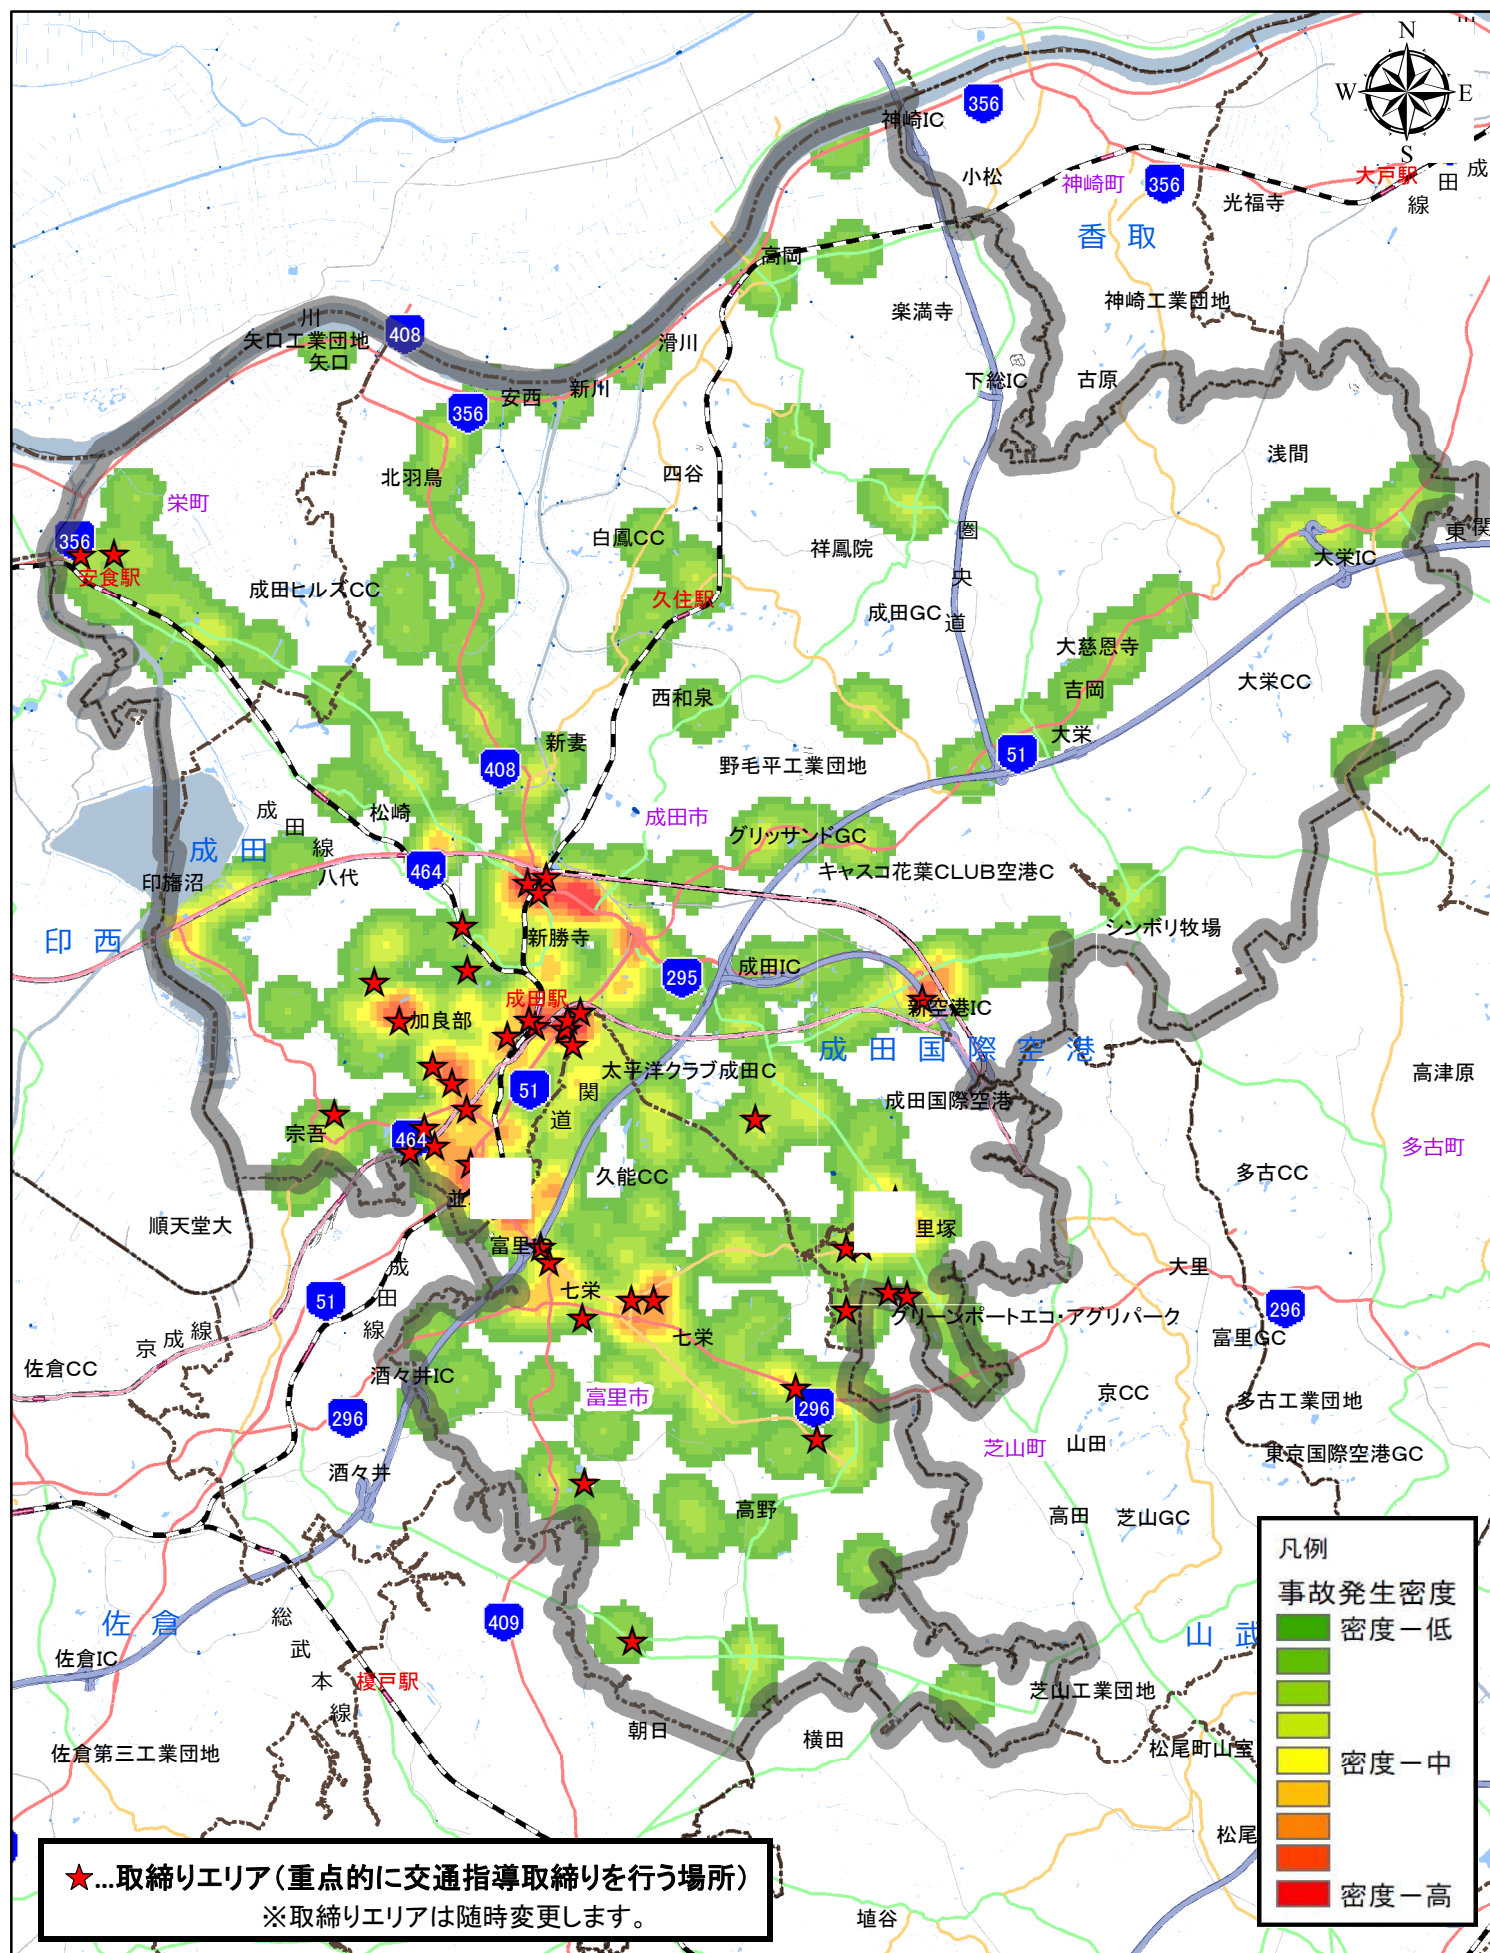 N
W E
S
356
神崎IC
小松
神崎町
356
大戸駅
成
田
線
光福寺
香取
高岡
神崎工業団地
楽満寺
川
矢口工業団地
矢口
408
滑川
下総IC
古原
安西
新川
356
浅間
北羽鳥
四谷
栄町
白鳳CC
祥鳳院
圏
央
道
東関
大栄IC
356
安食駅
成田ヒルズCC
久住駅
成田GC
大慈恩寺
吉岡
大栄CC
西和泉
大栄
51
新妻
408
野毛平工業団地
成田市
松崎
成
田
線
グリッサンドGC
成田
464
八代
印旛沼
キャスコ花葉CLUB空港C
シンボリ牧場
印西
新勝寺
成田IC
295
成田駅
加良部
新空港IC
成田国際空港
太平洋クラブ成田C
51
関
道
成田国際空港
高津原
宗吾
464
多古町
久能CC
多古CC
並
順天堂大
里塚
富里IC
成
田
線
七栄
大里
51
296
グリーンポートエコ・アグリパーク
京成線
七栄
富里GC
佐倉CC
酒々井IC
富里市
京CC
多古工業団地
296
296
芝山町
山田
東京国際空港GC
酒々井
高野
高田
芝山GC
凡例
事故発生密度
密度－低
密度－中
密度－高
佐倉
総
武
本
線
409
山武
佐倉IC
榎戸駅
芝山工業団地
朝日
横田
佐倉第三工業団地
松尾町山室
松尾
★…取締りエリア（重点的に交通指導取締りを行う場所）
※取締りエリアは随時変更します。
埴谷